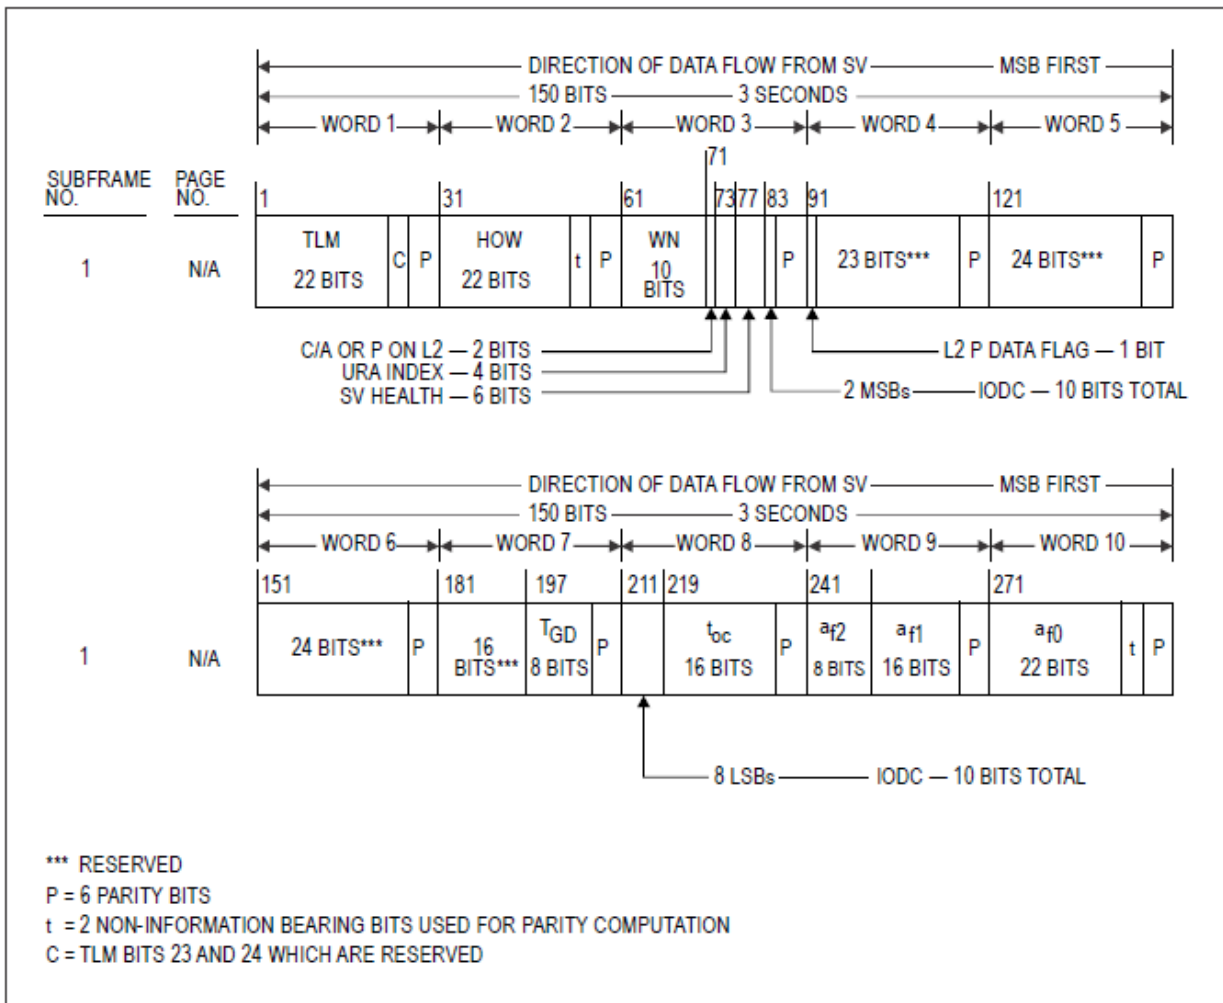 DIRECTION OF DATA FLOW FROM SV MSB FIRST
150 BITS 3 SECONDS
WORD 1 WORD 2 WORD 3 WORD 4 WORD 5
SUBFRAME NO. PAGE NO.
1 31 61 71 73 77 83 91 121
1 N/A
TLM 22 BITS C P HOW 22 BITS t P WN 10 BITS P 23 BITS*** P 24 BITS*** P
C/A OR P ON L2 — 2 BITS
URA INDEX — 4 BITS
SV HEALTH — 6 BITS
L2 P DATA FLAG — 1 BIT
2 MSBs IODC — 10 BITS TOTAL
DIRECTION OF DATA FLOW FROM SV MSB FIRST
150 BITS 3 SECONDS
WORD 6 WORD 7 WORD 8 WORD 9 WORD 10
151 181 197 211 219 241 271
1 N/A
24 BITS*** P 16 BITS*** TGD 8 BITS P toc 16 BITS P af2 8 BITS af1 16 BITS P af0 22 BITS t P
8 LSBs IODC — 10 BITS TOTAL
*** RESERVED
P = 6 PARITY BITS
t = 2 NON-INFORMATION BEARING BITS USED FOR PARITY COMPUTATION
C = TLM BITS 23 AND 24 WHICH ARE RESERVED